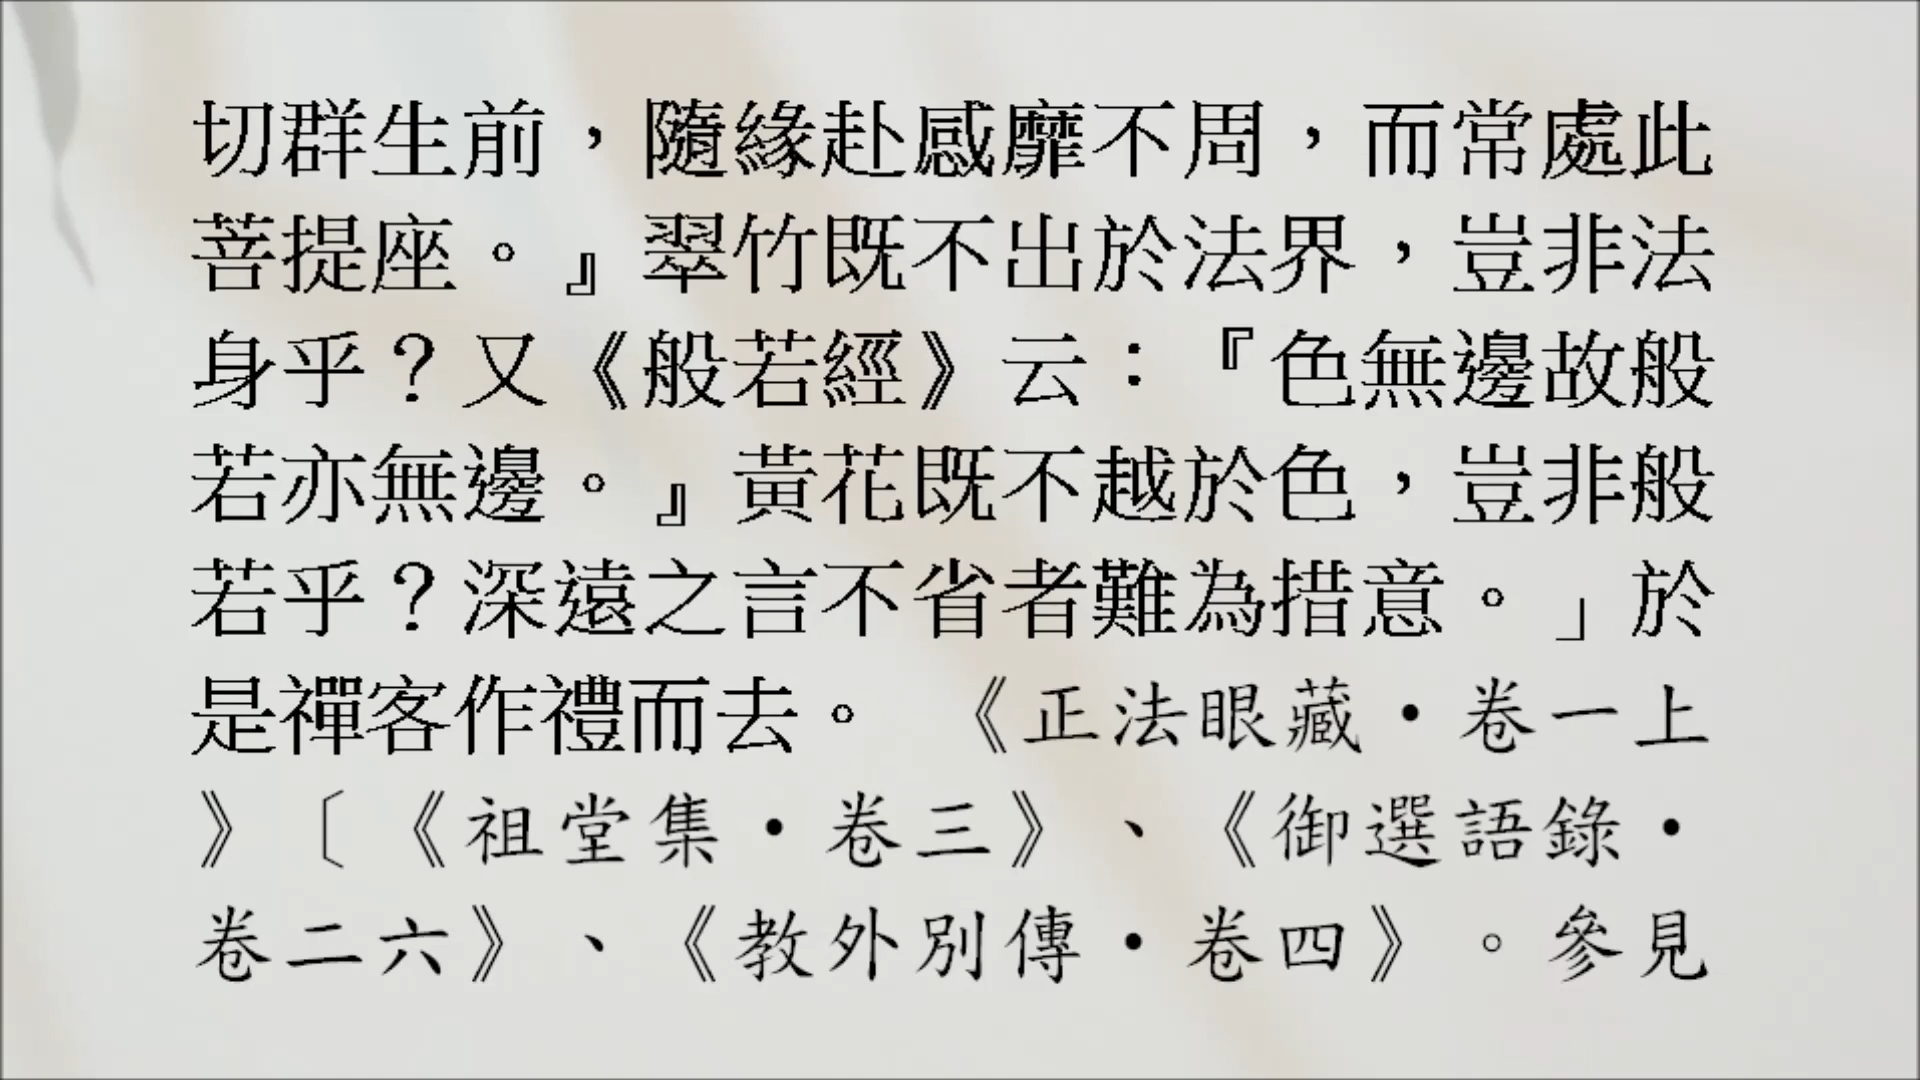 切群生前，隨緣赴感靡不周，而常處此
菩提座。』翠竹既不出於法界，豈非法
身乎？又《般若經》云：『色無邊故般
若亦無邊。』黃花既不越於色，豈非般
若乎？深遠之言不省者難為措意。」於
是禪客作禮而去。　《正法眼藏・卷一上
》〔《祖堂集・卷三》、《御選語錄・
卷二六》、《教外別傳・卷四》。參見